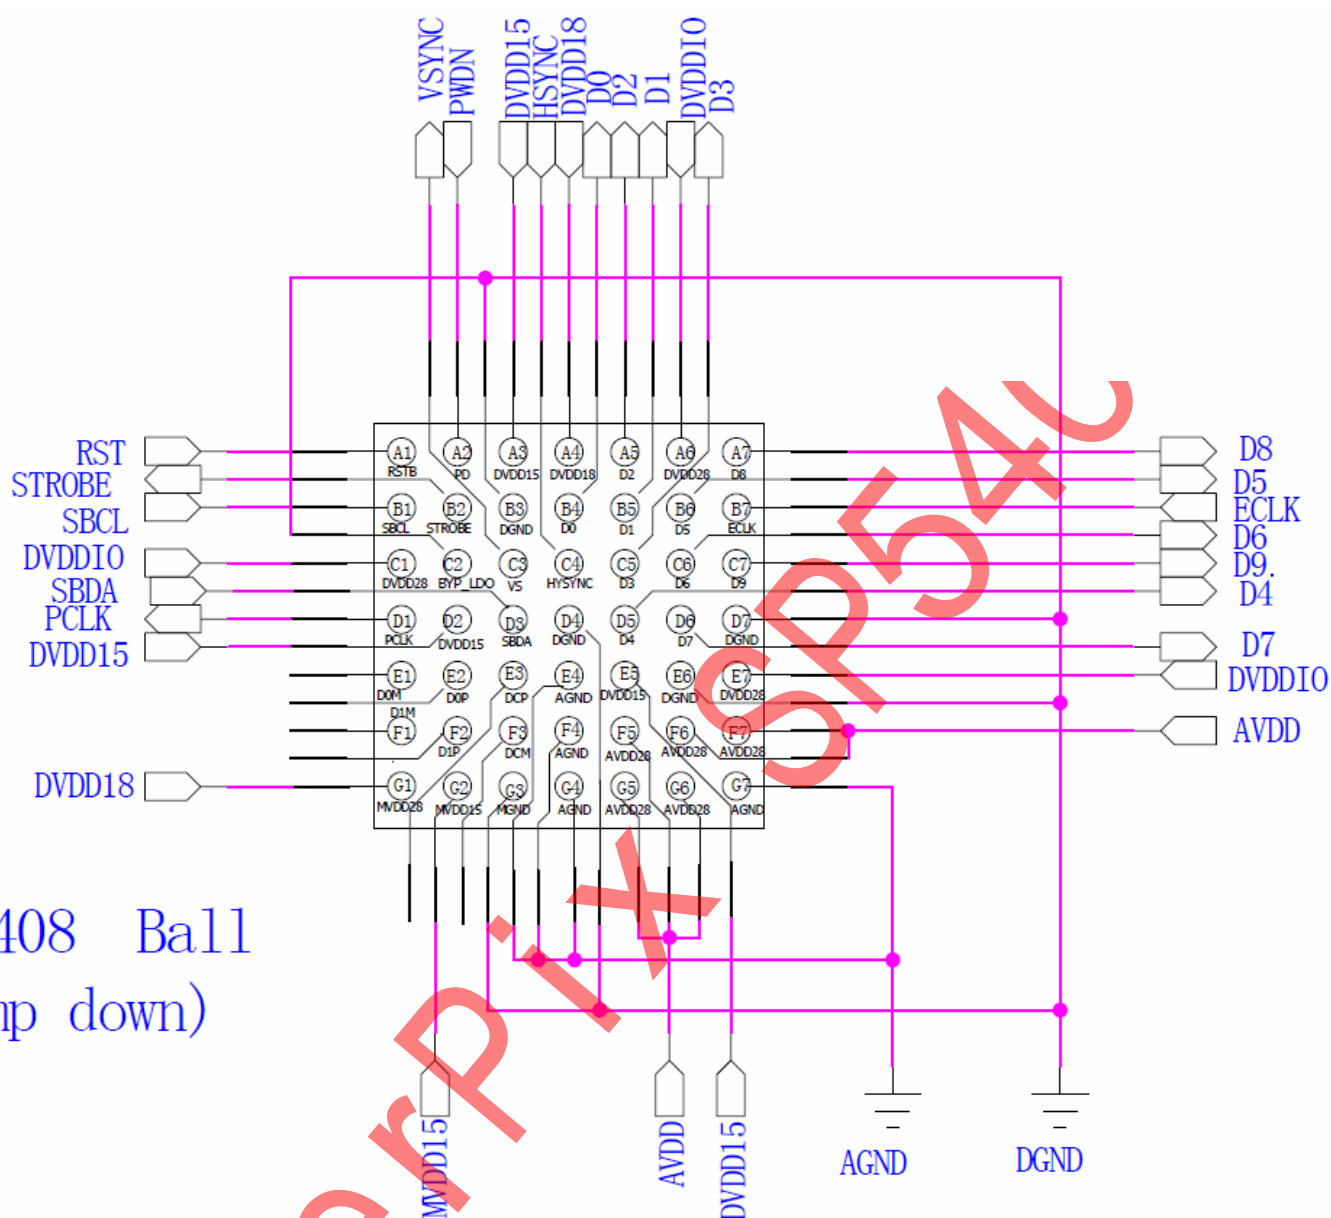 VSYNC
PWDN
DVDD15
HSYNC
DVDD18
D0
D2
D1
DVDDIO
D3
RST
STROBE
SBCL
DVDDIO
SBDA
PCLK
DVDD15
DVDD18
D8
D5
ECLK
D6
D9.
D4
D7
DVDDIO
AVDD
A1 A2 A3 A4 A5 A6 A7
RSTB PD DVDD15 DVDD18 D2 DVDD28 D8
B1 B2 B3 B4 B5 B6 B7
SBCL STROBE DGND D0 D1 D5 ECLK
C1 C2 C3 C4 C5 C6 C7
DVDD28 BYP_LDO VS HYSYNC D3 D6 D9
D1 D2 D3 D4 D5 D6 D7
PCLK DVDD15 SBDA DGND D4 D7 DGND
E1 E2 E3 E4 E5 E6 E7
D0M D0P DCP AGND DVDD15 DGND DVDD28
D1M
F1 F2 F3 F4 F5 F6 F7
D1P DCM AGND AVDD28 AVDD28 AVDD28
G1 G2 G3 G4 G5 G6 G7
MVDD28 MVDD15 MGND AGND AVDD28 AVDD28 AGND
408 Ball
down)
MVDD15
AVDD
DVDD15
AGND
DGND
arPix SP540